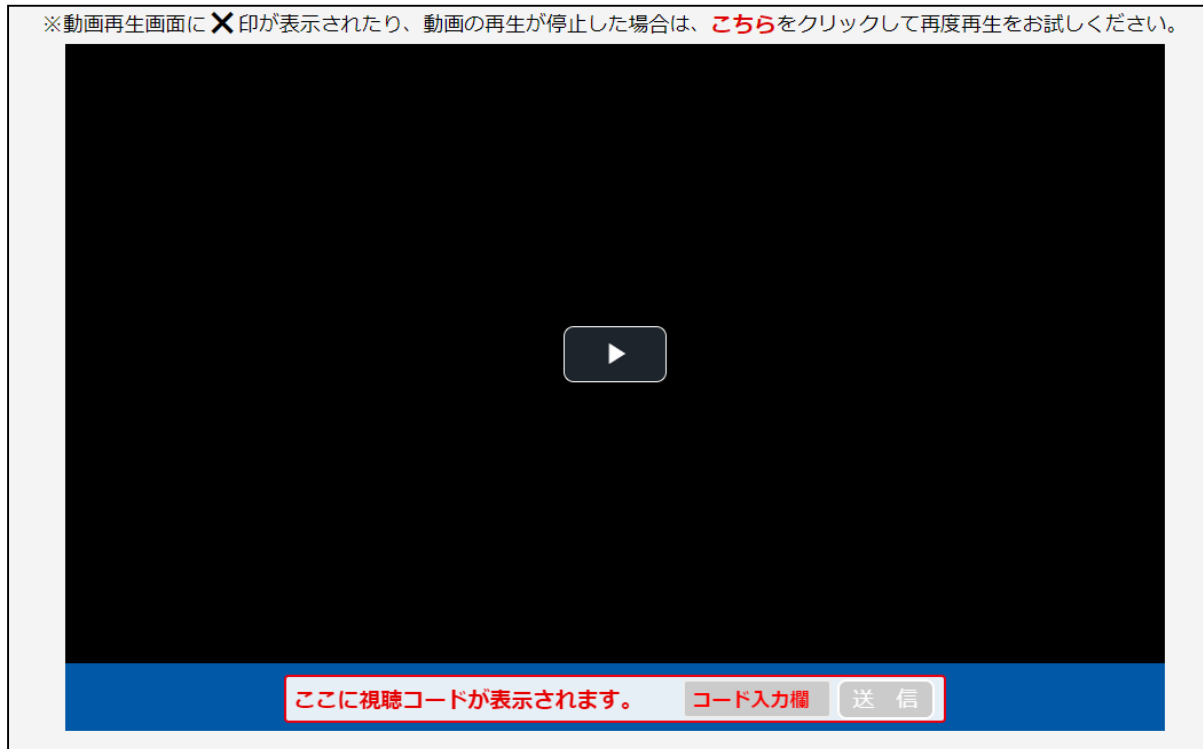 ※動画再生画面に✕印が表示されたり、動画の再生が停止した場合は、こちらをクリックして再度再生をお試しください。
ここに視聴コードが表示されます。 コード入力欄 送 信